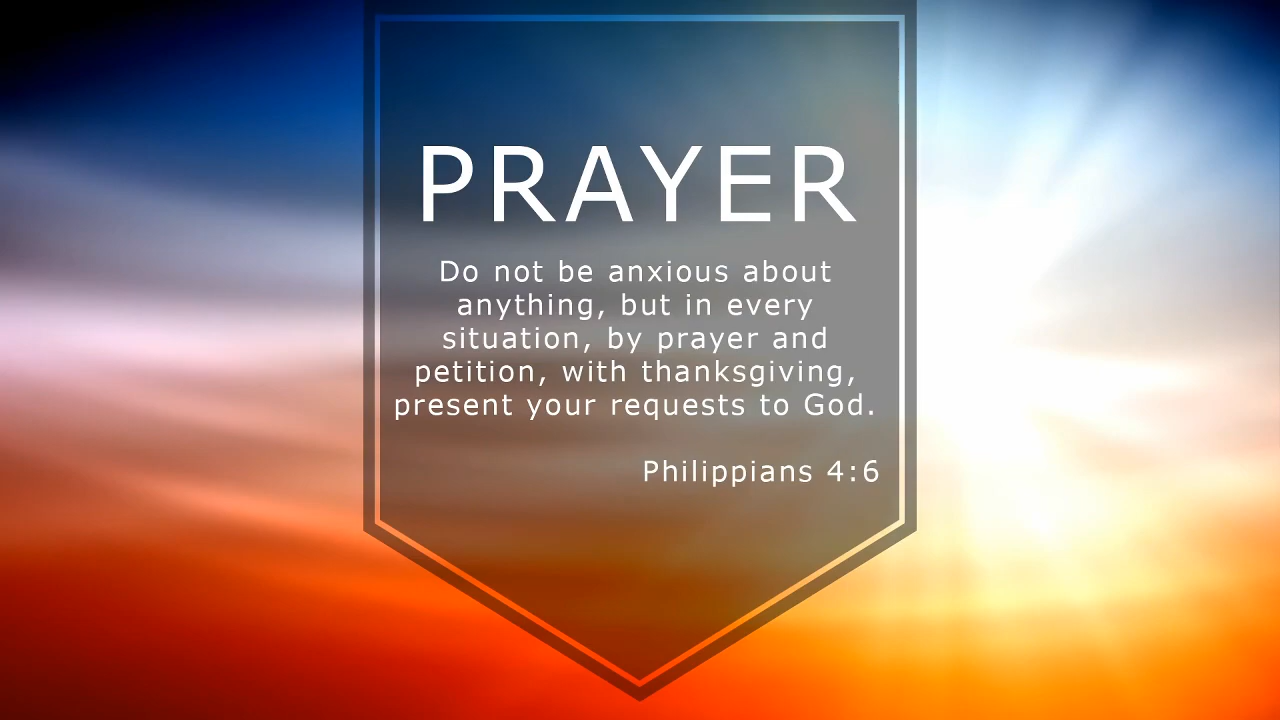 PRAYER
Do not be anxious about
anything, but in every
situation, by prayer and
petition, with thanksgiving,
present your requests to God.
Philippians 4:6